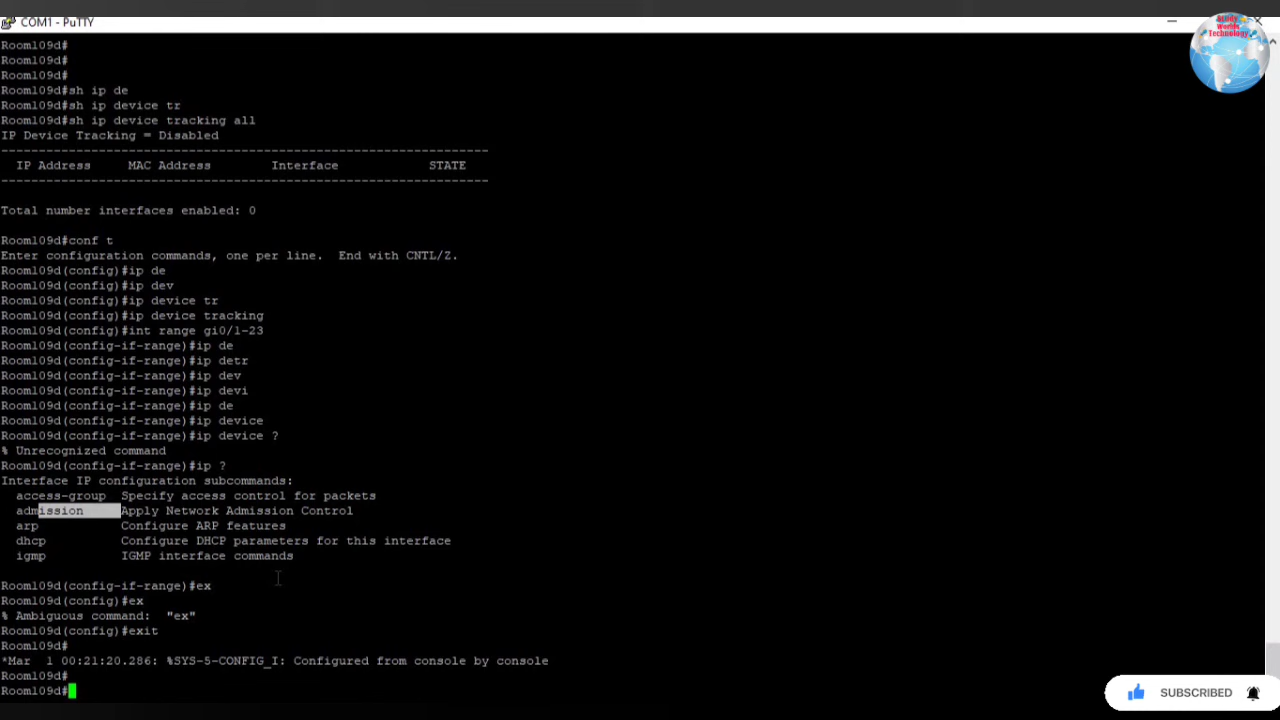 COM1 - PuTTY
Study
Worlds
Technology
Room109d#
Room109d#
Room109d#
Room109d#sh ip de
Room109d#sh ip device tr
Room109d#sh ip device tracking all
IP Device Tracking = Disabled
-----------------------------------------------------------------
IP Address MAC Address Interface STATE
-----------------------------------------------------------------
Total number interfaces enabled: 0
Room109d#conf t
Enter configuration commands, one per line. End with CNTL/Z.
Room109d(config)#ip de
Room109d(config)#ip dev
Room109d(config)#ip device tr
Room109d(config)#ip device tracking
Room109d(config)#int range gi0/1-23
Room109d(config-if-range)#ip de
Room109d(config-if-range)#ip detr
Room109d(config-if-range)#ip dev
Room109d(config-if-range)#ip devi
Room109d(config-if-range)#ip de
Room109d(config-if-range)#ip device
Room109d(config-if-range)#ip device ?
% Unrecognized command
Room109d(config-if-range)#ip ?
Interface IP configuration subcommands:
access-group Specify access control for packets
admission Apply Network Admission Control
arp Configure ARP features
dhcp Configure DHCP parameters for this interface
igmp IGMP interface commands
Room109d(config-if-range)#ex
Room109d(config)#ex
% Ambiguous command: "ex"
Room109d(config)#exit
Room109d#
*Mar 1 00:21:20.286: %SYS-5-CONFIG_I: Configured from console by console
Room109d#
Room109d#
SUBSCRIBED